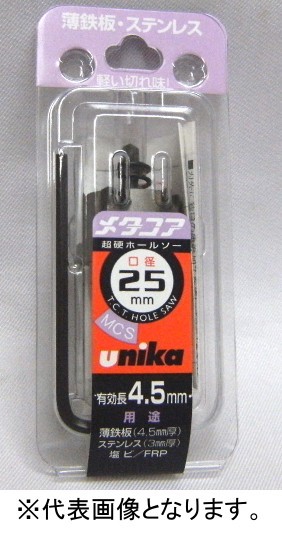 薄鉄板・ステンレス
軽い切れ味!
メタコア
超硬ホールソー
口径
25
mm
T.C.T. HOLE SAW
MCS
unika
有効長4.5mm
用途
薄鉄板(4.5mm厚)
ステンレス(3mm厚)
塩ビ/FRP
※代表画像となります。